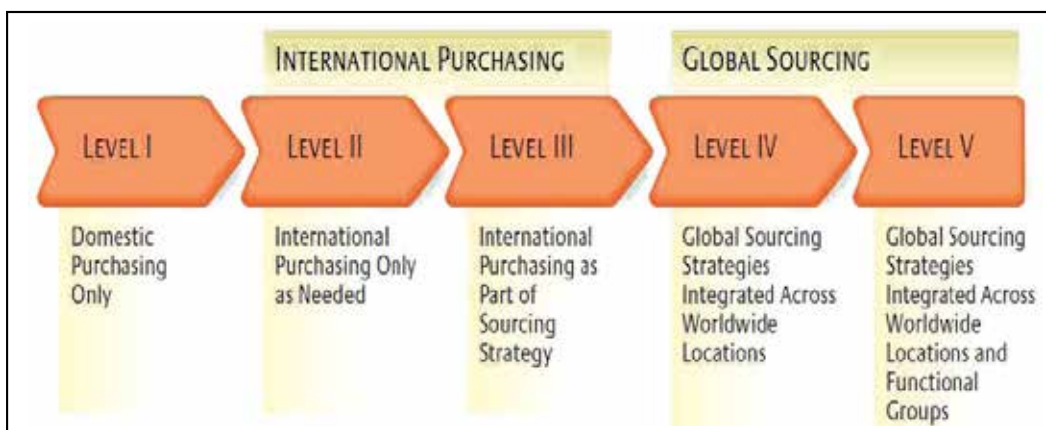 INTERNATIONAL PURCHASING
GLOBAL SOURCING
LEVEL I
LEVEL II
LEVEL III
LEVEL IV
LEVEL V
Domestic
Purchasing
Only
International
Purchasing Only
as Needed
International
Purchasing as
Part of
Sourcing
Strategy
Global Sourcing
Strategies
Integrated Across
Worldwide
Locations
Global Sourcing
Strategies
Integrated Across
Worldwide
Locations and
Functional
Groups